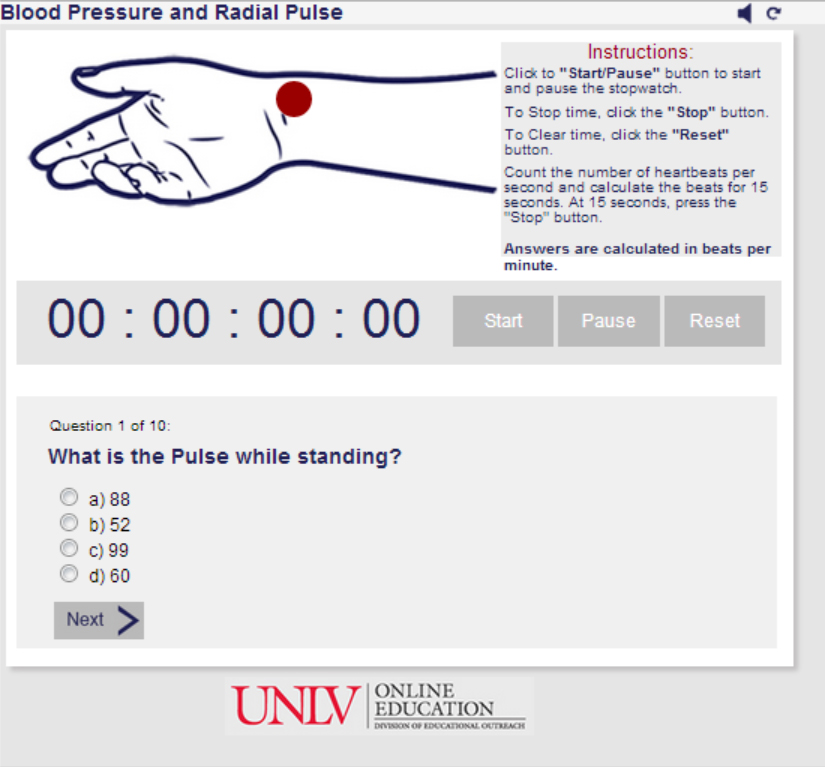 Blood Pressure and Radial Pulse
Instructions:
Click to "Start/Pause" button to start
and pause the stopwatch.
To Stop time, click the "Stop" button.
To Clear time, click the "Reset"
button.
Count the number of heartbeats per
second and calculate the beats for 15
seconds. At 15 seconds, press the
"Stop" button.
Answers are calculated in beats per
minute.
00 : 00 : 00 : 00
Start
Pause
Reset
Question 1 of 10:
What is the Pulse while standing?
a) 88
b) 52
c) 99
d) 60
Next
UNLV
ONLINE
EDUCATION
DIVISION OF EDUCATIONAL OUTREACH